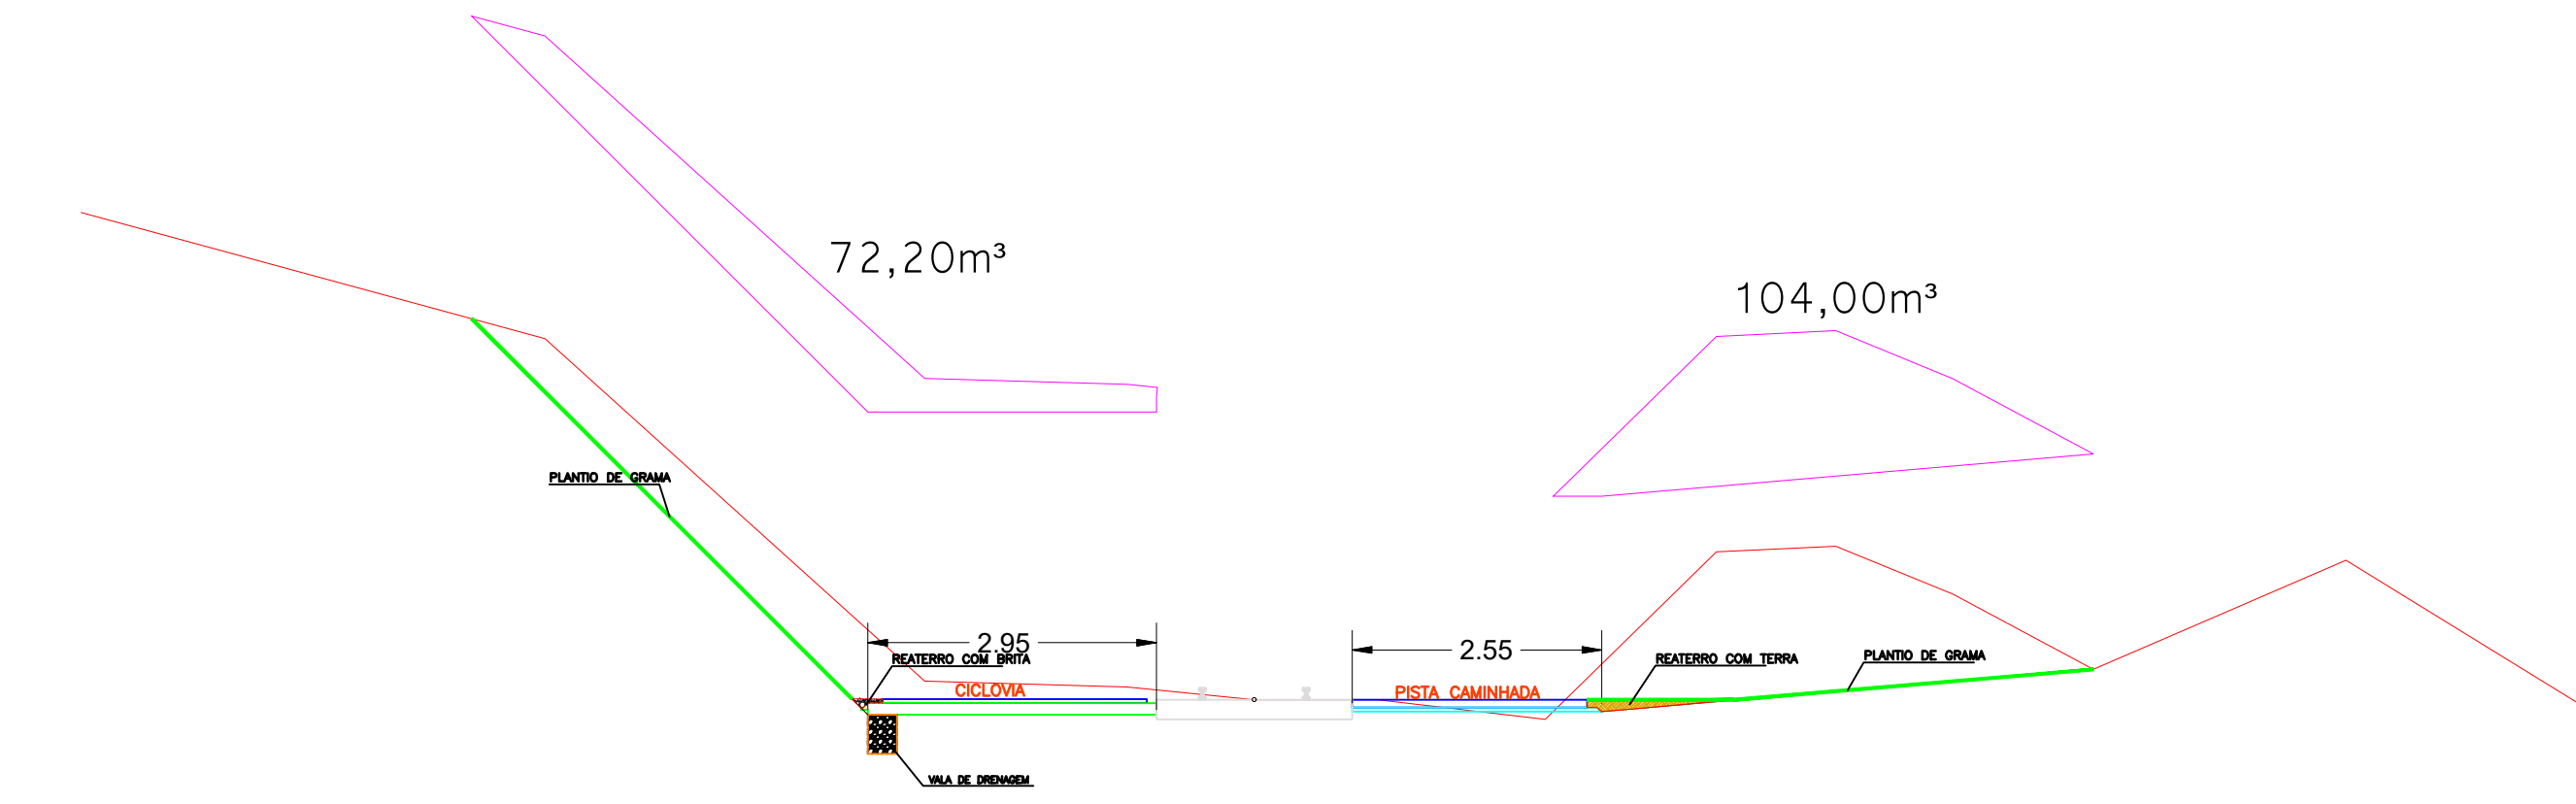 72,20m³
104,00m³
PLANTIO DE GRAMA
2.95
2.55
REATERRO COM BRITA
REATERRO COM TERRA
PLANTIO DE GRAMA
CICLOVIA
PISTA CAMINHADA
VALA DE DRENAGEM